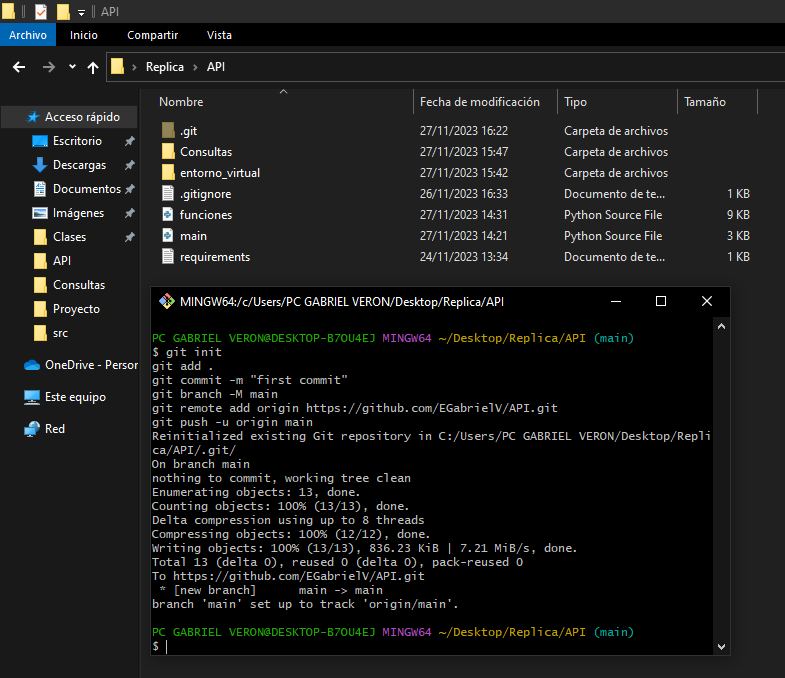 API
Archivo Inicio Compartir Vista
Replica > API
Nombre Fecha de modificación Tipo Tamaño
Acceso rápido
Escritorio
Descargas
Documentos
Imágenes
Clases
API
Consultas
Proyecto
src
OneDrive - Person
Este equipo
Red
.git 27/11/2023 16:22 Carpeta de archivos
Consultas 27/11/2023 15:47 Carpeta de archivos
entorno_virtual 27/11/2023 15:42 Carpeta de archivos
.gitignore 26/11/2023 16:33 Documento de te... 1 KB
funciones 27/11/2023 14:31 Python Source File 9 KB
main 27/11/2023 14:21 Python Source File 3 KB
requirements 24/11/2023 13:34 Documento de te... 1 KB
MINGW64:/c/Users/PC GABRIEL VERON/Desktop/Replica/API
PC GABRIEL VERON@DESKTOP-B7OU4EJ MINGW64 ~/Desktop/Replica/API (main)
$ git init
git add .
git commit -m "first commit"
git branch -M main
git remote add origin https://github.com/EGabrielV/API.git
git push -u origin main
Reinitialized existing Git repository in C:/Users/PC GABRIEL VERON/Desktop/Repli
ca/API/.git/
On branch main
nothing to commit, working tree clean
Enumerating objects: 13, done.
Counting objects: 100% (13/13), done.
Delta compression using up to 8 threads
Compressing objects: 100% (12/12), done.
Writing objects: 100% (13/13), 836.23 KiB | 7.21 MiB/s, done.
Total 13 (delta 0), reused 0 (delta 0), pack-reused 0
To https://github.com/EGabrielV/API.git
 * [new branch]      main -> main
branch 'main' set up to track 'origin/main'.
PC GABRIEL VERON@DESKTOP-B7OU4EJ MINGW64 ~/Desktop/Replica/API (main)
$